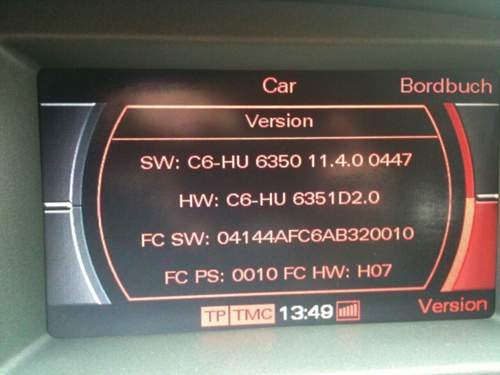 Car Bordbuch
Version
SW: C6-HU 6350 11.4.0 0447
HW: C6-HU 6351D2.0
FC SW: 04144AFC6AB320010
FC PS: 0010 FC HW: H07
TP TMC 13:49 Version